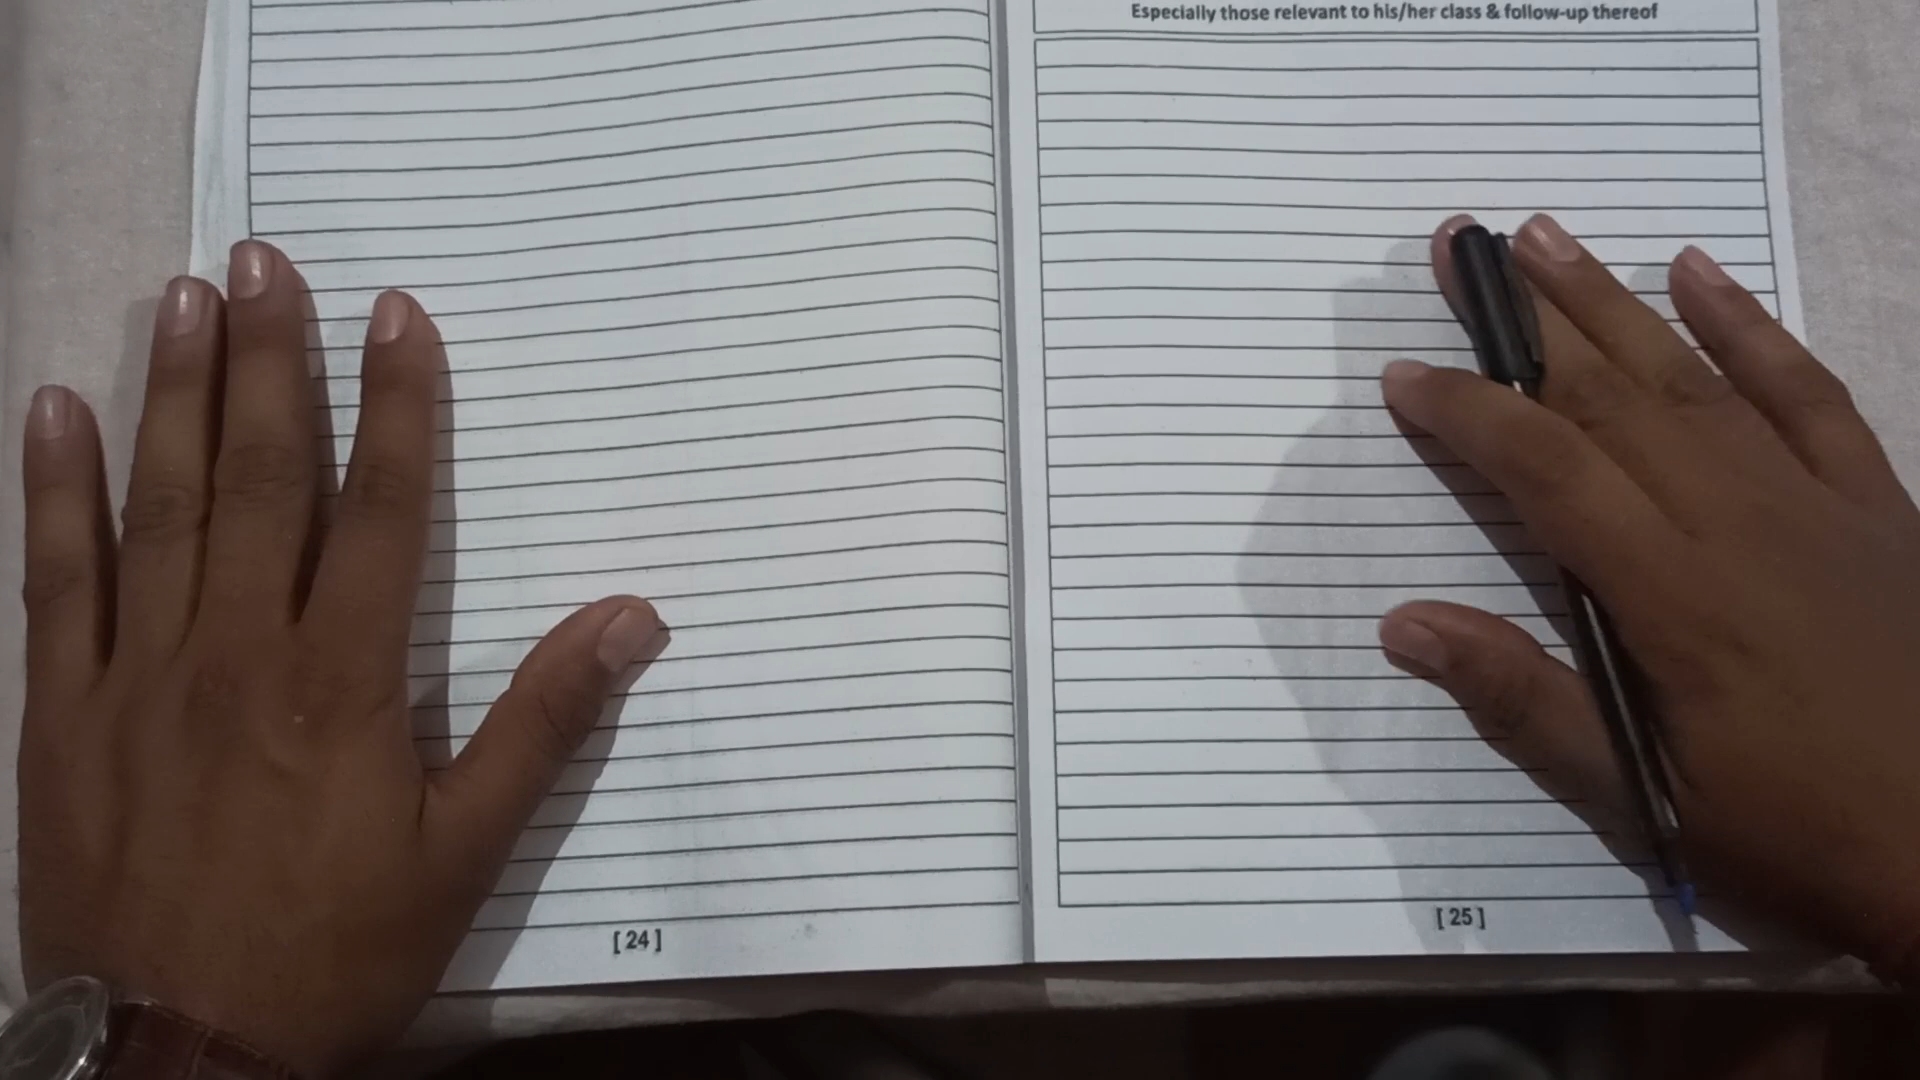 Especially those relevant to his/her class & follow-up thereof
[ 24 ]
[ 25 ]